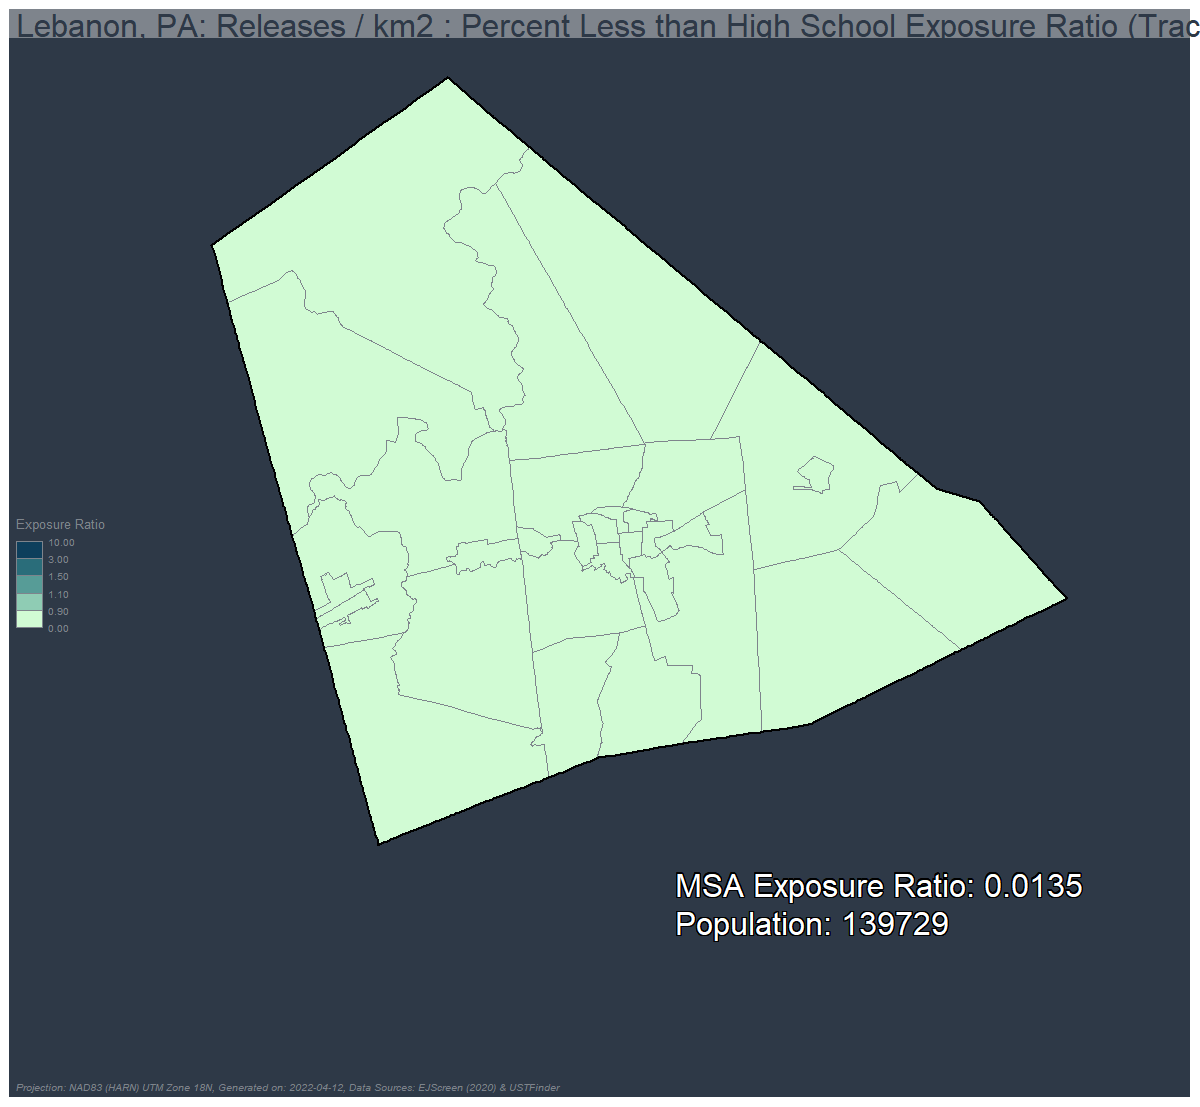 Lebanon, PA: Releases / km2 : Percent Less than High School Exposure Ratio (Trac
Exposure Ratio
10.00
3.00
1.50
1.10
0.90
0.00
MSA Exposure Ratio: 0.0135
Population: 139729
Projection: NAD83 (HARN) UTM Zone 18N, Generated on: 2022-04-12, Data Sources: EJScreen (2020) & USTFinder